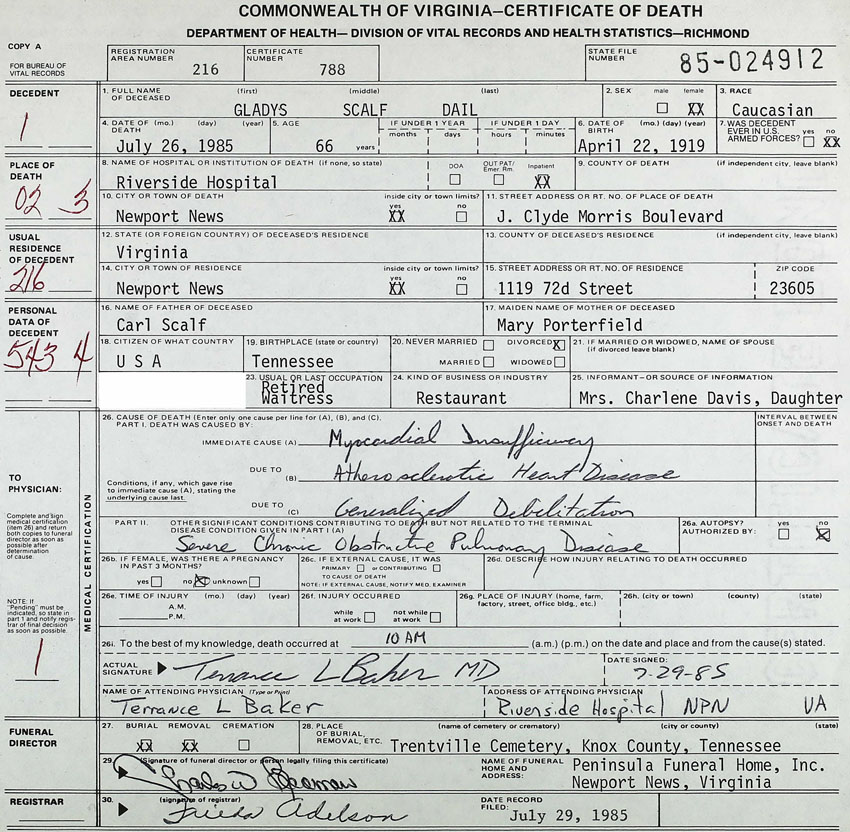 COMMONWEALTH OF VIRGINIA—CERTIFICATE OF DEATH
DEPARTMENT OF HEALTH— DIVISION OF VITAL RECORDS AND HEALTH STATISTICS—RICHMOND
COPY A
FOR BUREAU OF VITAL RECORDS
REGISTRATION AREA NUMBER 216
CERTIFICATE NUMBER 788
STATE FILE NUMBER 85-024912
DECEDENT
1
1. FULL NAME OF DECEASED (first) (middle) (last)
GLADYS SCALF DAIL
2. SEX male female XX
3. RACE
Caucasian
4. DATE OF DEATH (mo.) (day) (year)
July 26, 1985
5. AGE
66 years
IF UNDER 1 YEAR months days
IF UNDER 1 DAY hours minutes
6. DATE OF BIRTH (mo.) (day) (year)
April 22, 1919
7. WAS DECEDENT EVER IN U.S. ARMED FORCES? yes no XX
PLACE OF DEATH
02 3
8. NAME OF HOSPITAL OR INSTITUTION OF DEATH (if none, so state)
Riverside Hospital
DOA OUT PAT/ Emer. Rm. Inpatient XX
9. COUNTY OF DEATH (if independent city, leave blank)
10. CITY OR TOWN OF DEATH inside city or town limits? yes no
Newport News XX
11. STREET ADDRESS OR RT. NO. OF PLACE OF DEATH
J. Clyde Morris Boulevard
USUAL RESIDENCE OF DECEDENT
216
12. STATE (OR FOREIGN COUNTRY) OF DECEASED'S RESIDENCE
Virginia
13. COUNTY OF DECEASED'S RESIDENCE (if independent city, leave blank)
14. CITY OR TOWN OF RESIDENCE inside city or town limits? yes no
Newport News XX
15. STREET ADDRESS OR RT. NO. OF RESIDENCE ZIP CODE
1119 72d Street 23605
PERSONAL DATA OF DECEDENT
543 4
16. NAME OF FATHER OF DECEASED
Carl Scalf
17. MAIDEN NAME OF MOTHER OF DECEASED
Mary Porterfield
18. CITIZEN OF WHAT COUNTRY
U S A
19. BIRTHPLACE (state or country)
Tennessee
20. NEVER MARRIED DIVORCED X
MARRIED WIDOWED
21. IF MARRIED OR WIDOWED, NAME OF SPOUSE (if divorced leave blank)
23. USUAL OR LAST OCCUPATION
Retired
Waitress
24. KIND OF BUSINESS OR INDUSTRY
Restaurant
25. INFORMANT—OR SOURCE OF INFORMATION
Mrs. Charlene Davis, Daughter
TO PHYSICIAN:
Complete and sign medical certification (item 26) and return both copies to funeral director as soon as possible after determination of cause.
NOTE: If "Pending" must be indicated, so state in part 1 and notify registrar of final decision as soon as possible.
1
MEDICAL CERTIFICATION
26. CAUSE OF DEATH (Enter only one cause per line for (A), (B), and (C).
PART I. DEATH WAS CAUSED BY:
INTERVAL BETWEEN ONSET AND DEATH
IMMEDIATE CAUSE (A) Myocardial Insufficiency
DUE TO (B) Atherosclerotic Heart Disease
Conditions, if any, which gave rise to immediate cause (A), stating the underlying cause last.
DUE TO (C) Generalized Debilitation
PART II. OTHER SIGNIFICANT CONDITIONS CONTRIBUTING TO DEATH BUT NOT RELATED TO THE TERMINAL DISEASE CONDITION GIVEN IN PART I (A)
Severe Chronic Obstructive Pulmonary Disease
26a. AUTOPSY? AUTHORIZED BY: yes no X
26b. IF FEMALE, WAS THERE A PREGNANCY IN PAST 3 MONTHS?
yes no X unknown
26c. IF EXTERNAL CAUSE, IT WAS
PRIMARY or CONTRIBUTING
TO CAUSE OF DEATH
NOTE: IF EXTERNAL CAUSE, NOTIFY MED. EXAMINER
26d. DESCRIBE HOW INJURY RELATING TO DEATH OCCURRED
26e. TIME OF INJURY (mo.) (day) (year)
A.M.
P.M.
26f. INJURY OCCURRED
while at work not while at work
26g. PLACE OF INJURY (home, farm, factory, street, office bldg., etc.)
26h. (city or town) (county) (state)
26i. To the best of my knowledge, death occurred at 10 AM (a.m.) (p.m.) on the date and place and from the cause(s) stated.
ACTUAL SIGNATURE Terrance L Baker MD
DATE SIGNED:
7-29-85
NAME OF ATTENDING PHYSICIAN (Type or Print)
Terrance L Baker
ADDRESS OF ATTENDING PHYSICIAN
Riverside Hospital NPN VA
FUNERAL DIRECTOR
27. BURIAL REMOVAL CREMATION
XX XX
28. PLACE OF BURIAL, REMOVAL, ETC. (name of cemetery or crematory) (city or county) (state)
Trentville Cemetery, Knox County, Tennessee
29. (Signature of funeral director or person legally filing this certificate)
NAME OF FUNERAL HOME AND ADDRESS:
Peninsula Funeral Home, Inc.
Newport News, Virginia
REGISTRAR
30. (signature of registrar)
Frieda Adelson
DATE RECORD FILED:
July 29, 1985